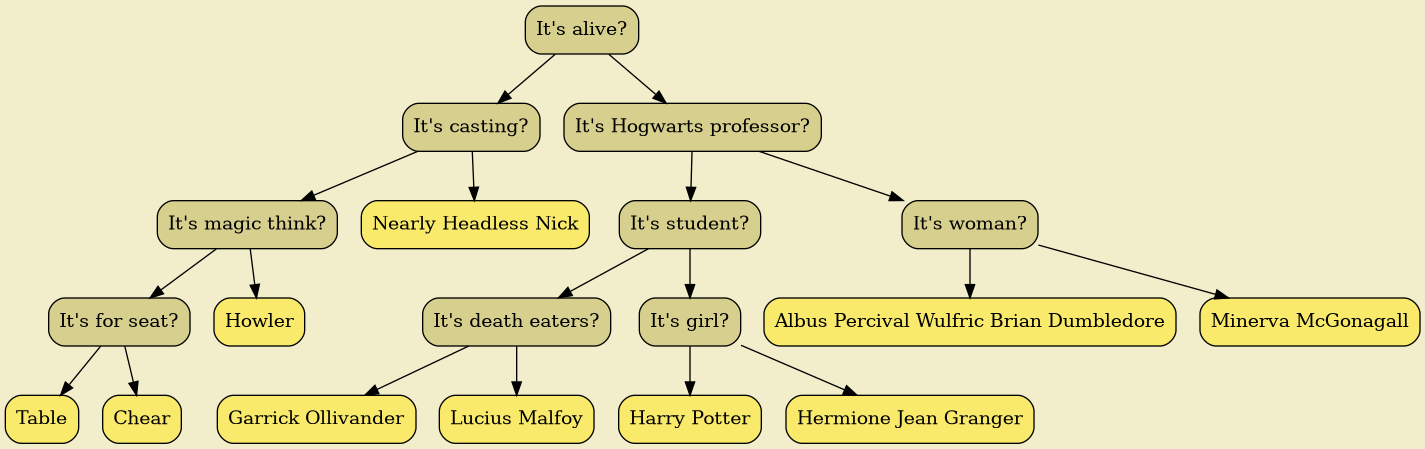 It's alive?
It's casting?
It's Hogwarts professor?
It's magic think?
Nearly Headless Nick
It's student?
It's woman?
It's for seat?
Howler
It's death eaters?
It's girl?
Albus Percival Wulfric Brian Dumbledore
Minerva McGonagall
Table
Chear
Garrick Ollivander
Lucius Malfoy
Harry Potter
Hermione Jean Granger